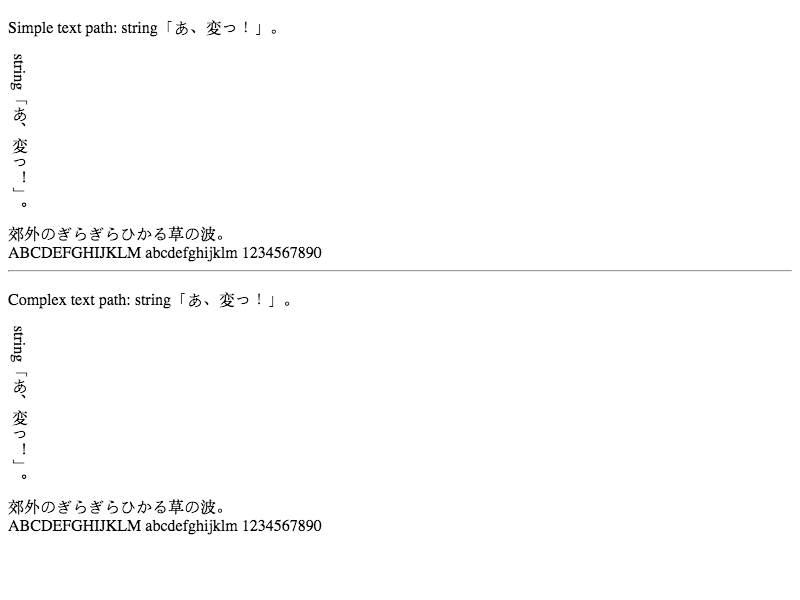 Simple text path: string「あ、変っ！」。
string「あ、変っ！」。
郊外のぎらぎらひかる草の波。
ABCDEFGHIJKLM abcdefghijklm 1234567890
Complex text path: string「あ、変っ！」。
string「あ、変っ！」。
郊外のぎらぎらひかる草の波。
ABCDEFGHIJKLM abcdefghijklm 1234567890